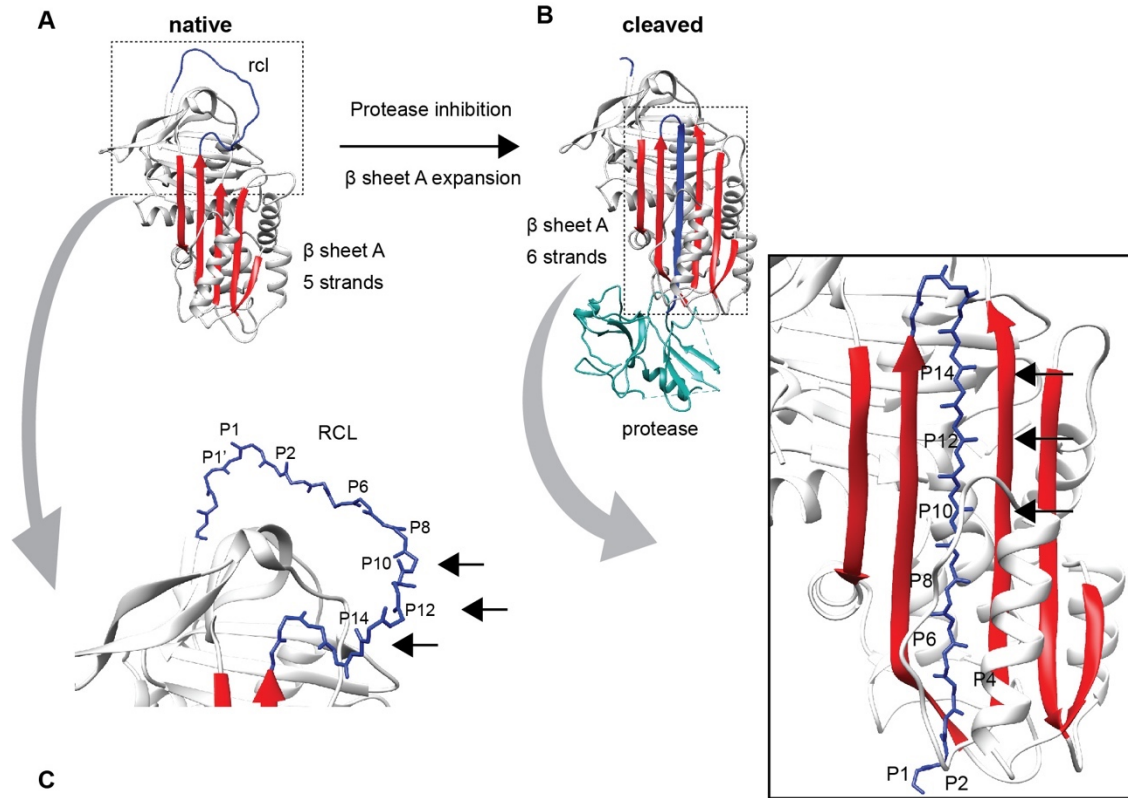 A
native
rcl
β sheet A
5 strands
Protease inhibition
β sheet A expansion
B
cleaved
β sheet A
6 strands
protease
RCL
P1
P1'
P2
P6
P8
P10
P12
P14
P14
P12
P10
P8
P6
P4
P1
P2
C